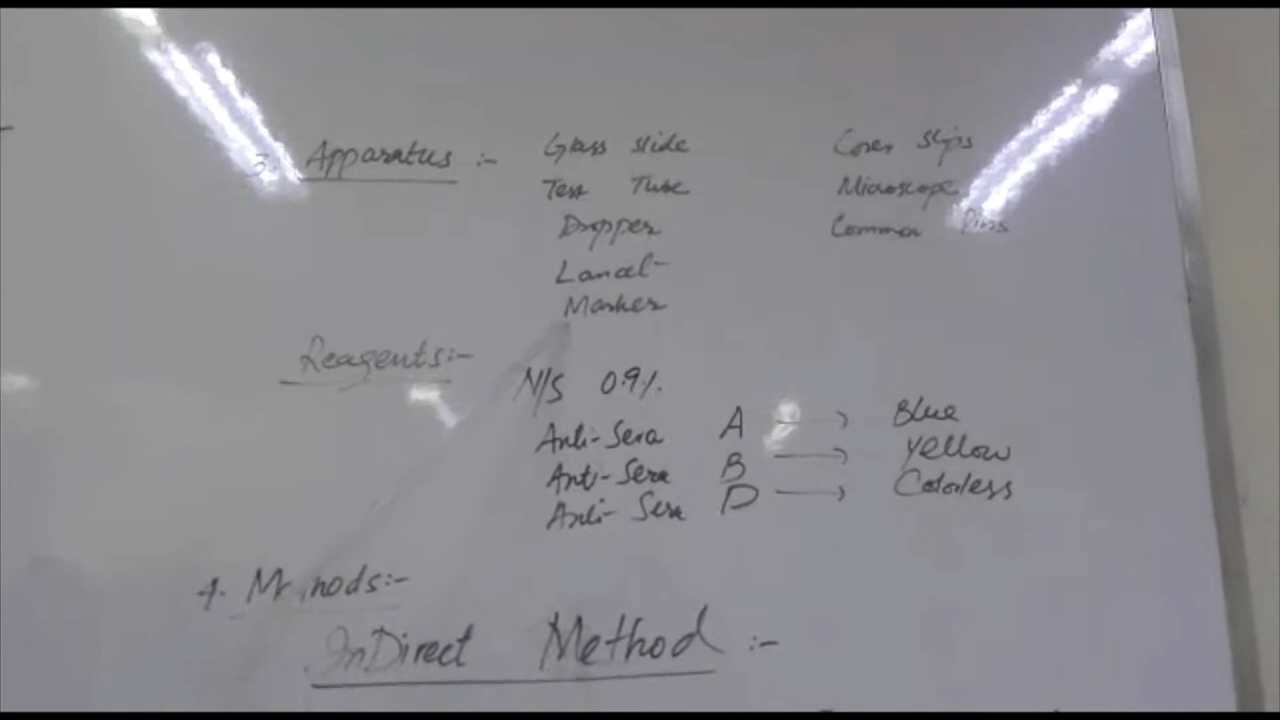 3. Apparatus :- Glass slide Cover slips
Test Tube Microscope
Dropper Common Pins
Lancet
Marker
Reagents:-
N/S 0.9%
Anti-Sera A → Blue
Anti-Sera B → Yellow
Anti-Sera D → Colorless
4. Methods:-
InDirect Method :-